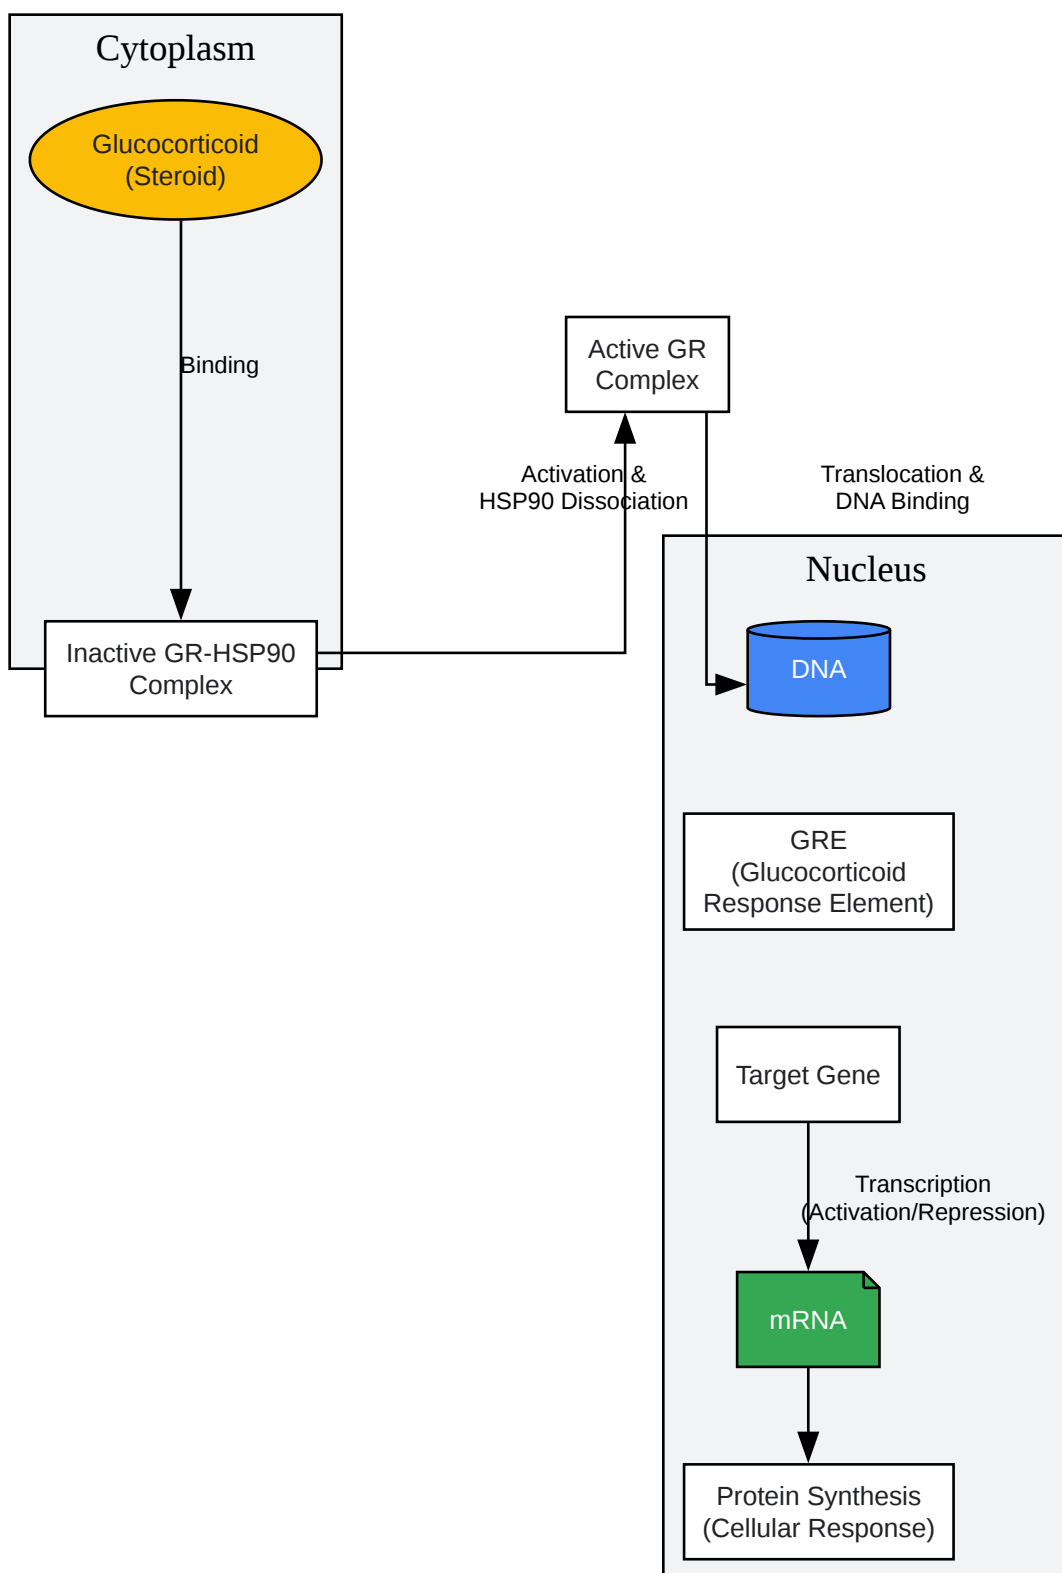 Cytoplasm
Glucocorticoid
(Steroid)
Binding
Inactive GR-HSP90
Complex
Active GR
Complex
Activation &
HSP90 Dissociation
Translocation &
DNA Binding
Nucleus
DNA
GRE
(Glucocorticoid
Response Element)
Target Gene
Transcription
(Activation/Repression)
mRNA
Protein Synthesis
(Cellular Response)